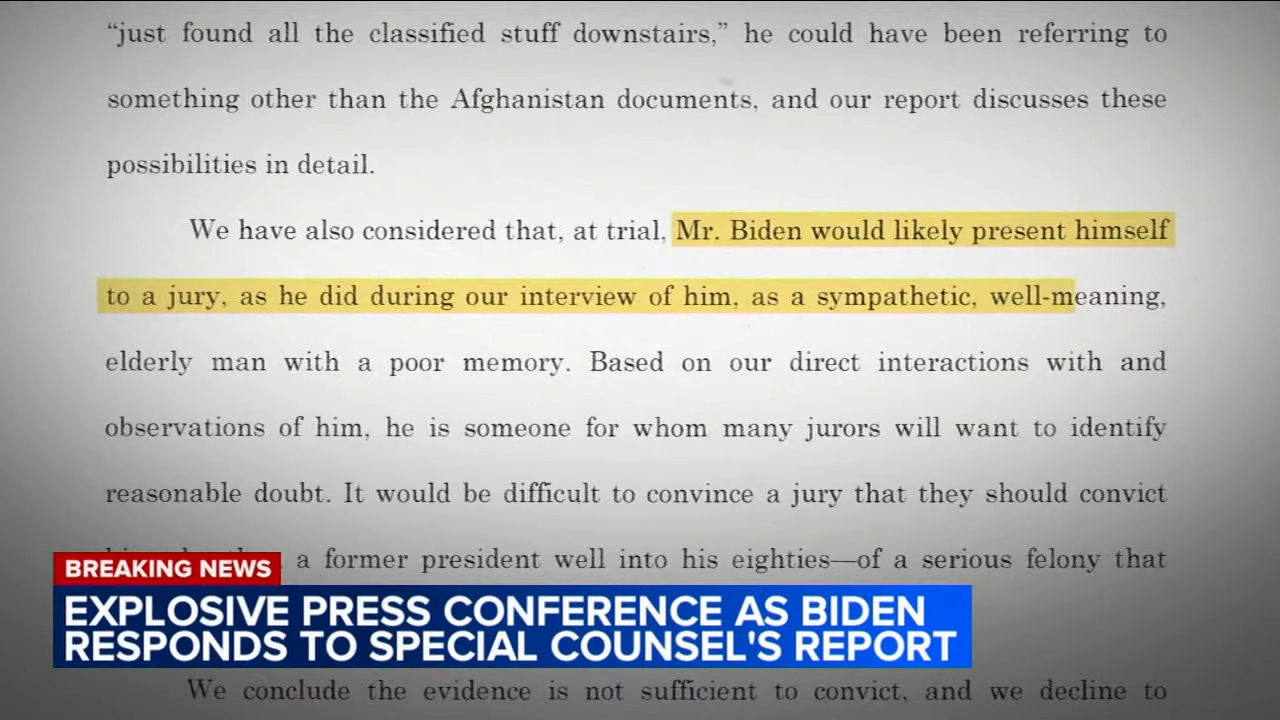 “just found all the classified stuff downstairs,” he could have been referring to
something other than the Afghanistan documents, and our report discusses these
possibilities in detail.
We have also considered that, at trial, Mr. Biden would likely present himself
to a jury, as he did during our interview of him, as a sympathetic, well-meaning,
elderly man with a poor memory. Based on our direct interactions with and
observations of him, he is someone for whom many jurors will want to identify
reasonable doubt. It would be difficult to convince a jury that they should convict
a former president well into his eighties—of a serious felony that
BREAKING NEWS
EXPLOSIVE PRESS CONFERENCE AS BIDEN
RESPONDS TO SPECIAL COUNSEL'S REPORT
We conclude the evidence is not sufficient to convict, and we decline to